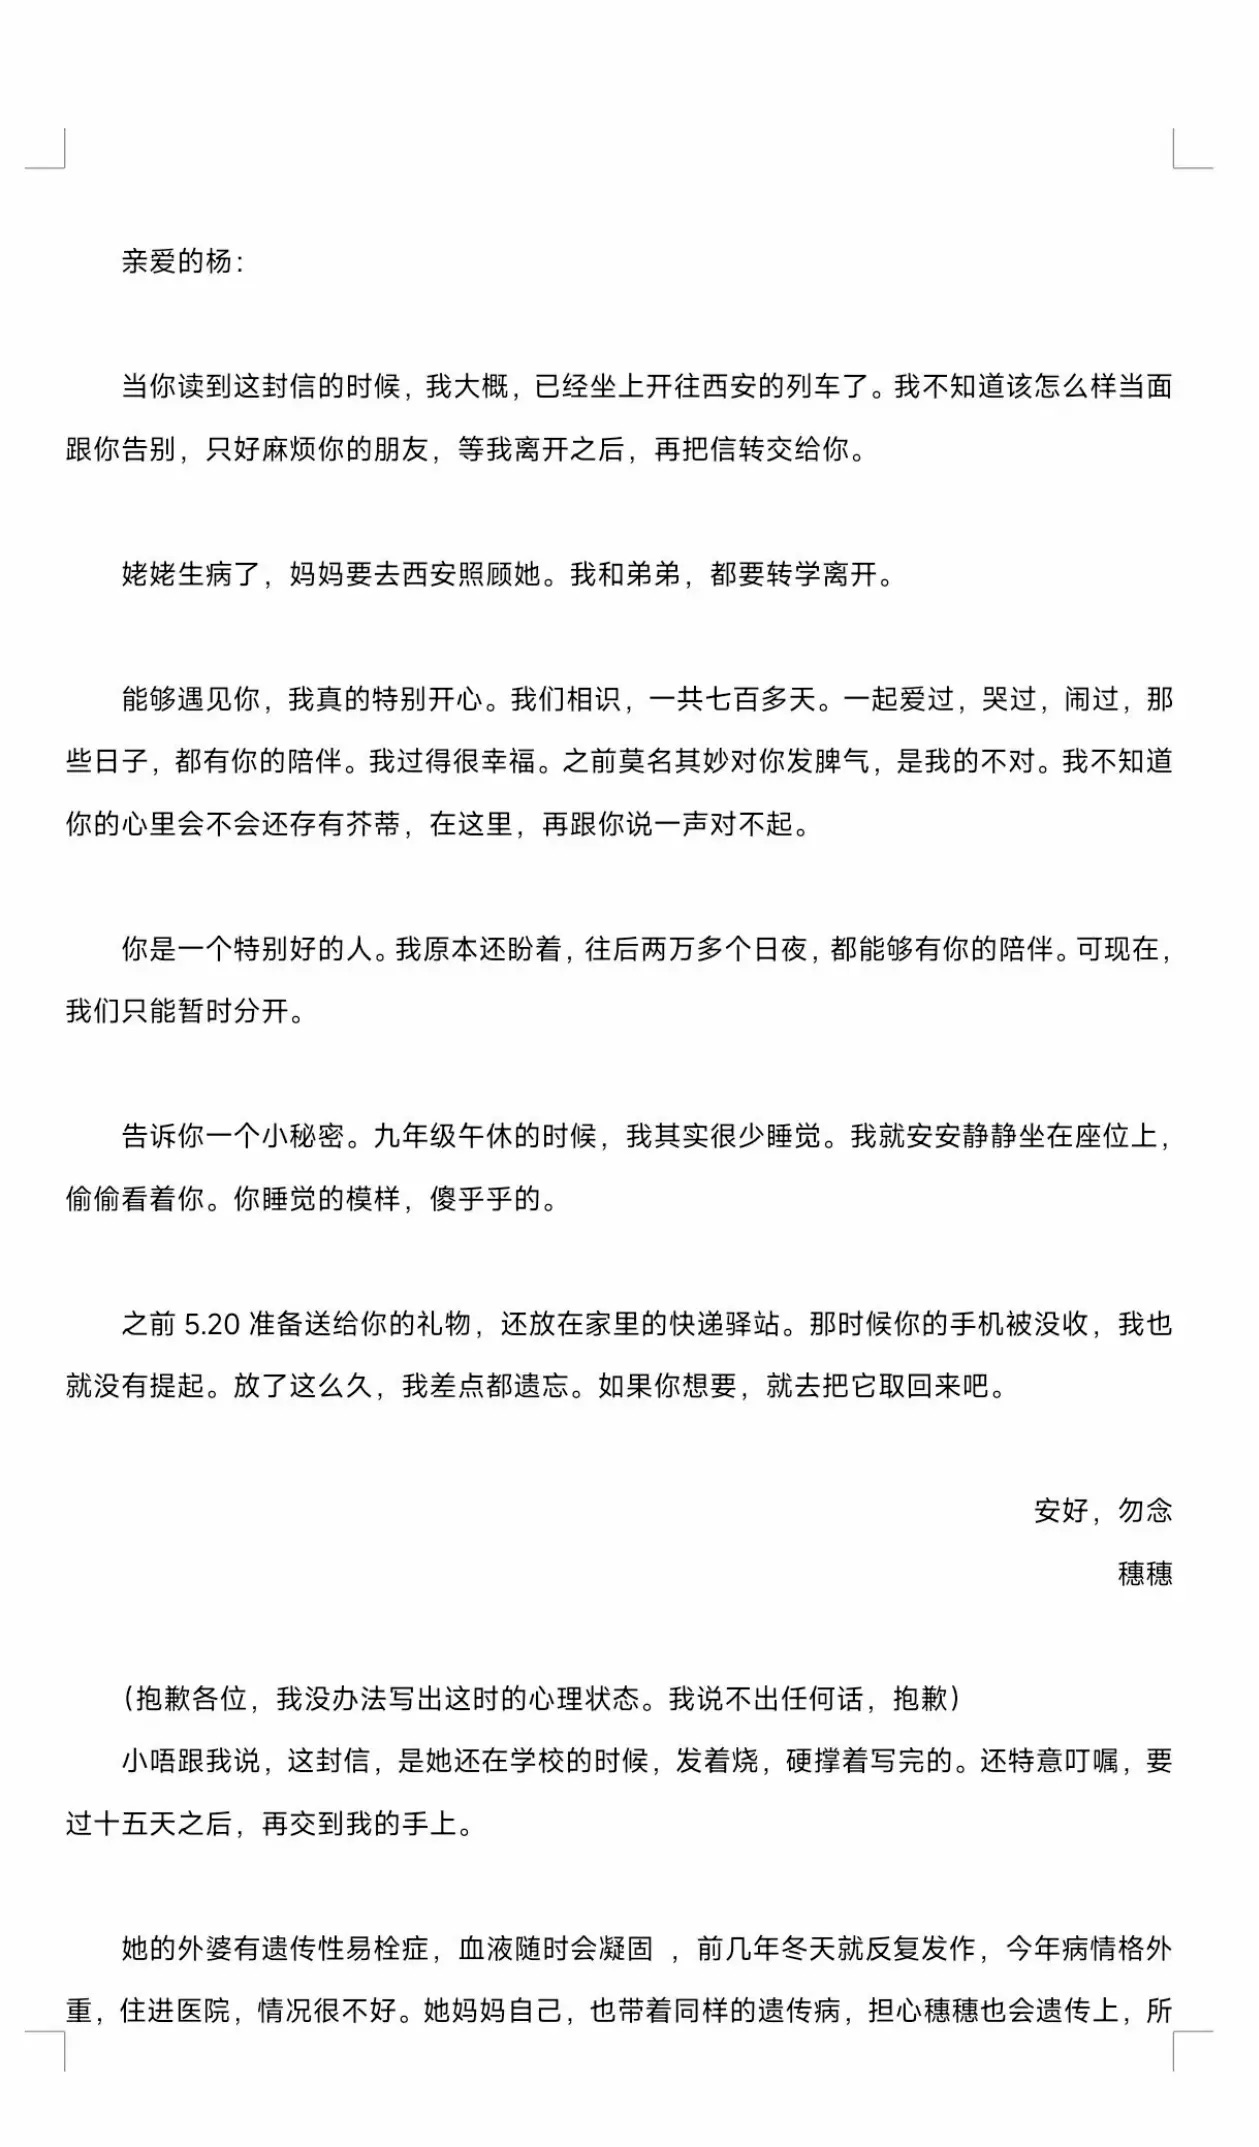 亲爱的杨：
当你读到这封信的时候，我大概，已经坐上开往西安的列车了。我不知道该怎么样当面
跟你告别，只好麻烦你的朋友，等我离开之后，再把信转交给你。
姥姥生病了，妈妈要去西安照顾她。我和弟弟，都要转学离开。
能够遇见你，我真的特别开心。我们相识，一共七百多天。一起爱过，哭过，闹过，那
些日子，都有你的陪伴。我过得很幸福。之前莫名其妙对你发脾气，是我的不对。我不知道
你的心里会不会还存有芥蒂，在这里，再跟你说一声对不起。
你是一个特别好的人。我原本还盼着，往后两万多个日夜，都能够有你的陪伴。可现在，
我们只能暂时分开。
告诉你一个小秘密。九年级午休的时候，我其实很少睡觉。我就安安静静坐在座位上，
偷偷看着你。你睡觉的模样，傻乎乎的。
之前 5.20 准备送给你的礼物，还放在家里的快递驿站。那时候你的手机被没收，我也
就没有提起。放了这么久，我差点都遗忘。如果你想要，就去把它取回来吧。
安好，勿念
穗穗
（抱歉各位，我没办法写出这时的心理状态。我说不出任何话，抱歉）
小唔跟我说，这封信，是她还在学校的时候，发着烧，硬撑着写完的。还特意叮嘱，要
过十五天之后，再交到我的手上。
她的外婆有遗传性易栓症，血液随时会凝固 ，前几年冬天就反复发作，今年病情格外
重，住进医院，情况很不好。她妈妈自己，也带着同样的遗传病，担心穗穗也会遗传上，所